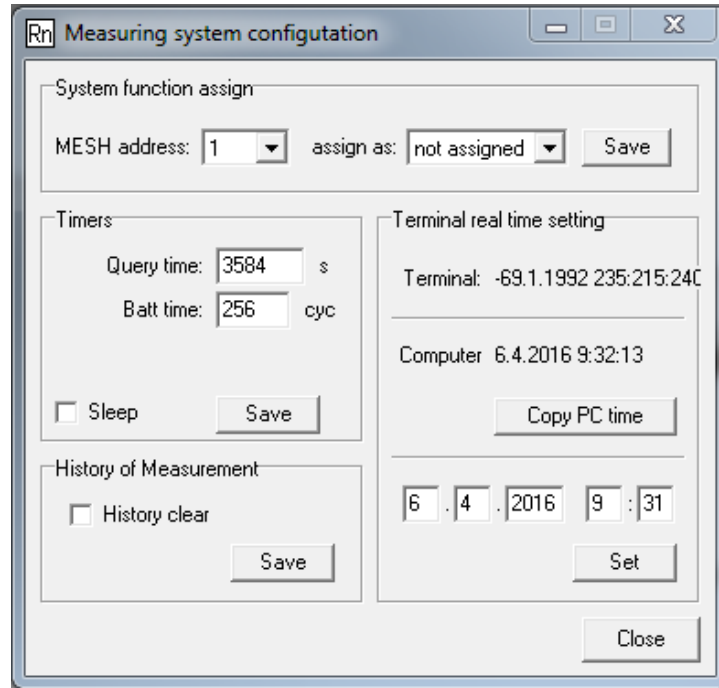 Rn Measuring system configutation
System function assign
MESH address: 1 assign as: not assigned Save
Timers
Query time: 3584 s
Batt time: 256 cyc
Sleep Save
History of Measurement
History clear
Save
Terminal real time setting
Terminal: -69.1.1992 235:215:240
Computer 6.4.2016 9:32:13
Copy PC time
6 . 4 . 2016 9 : 31
Set
Close